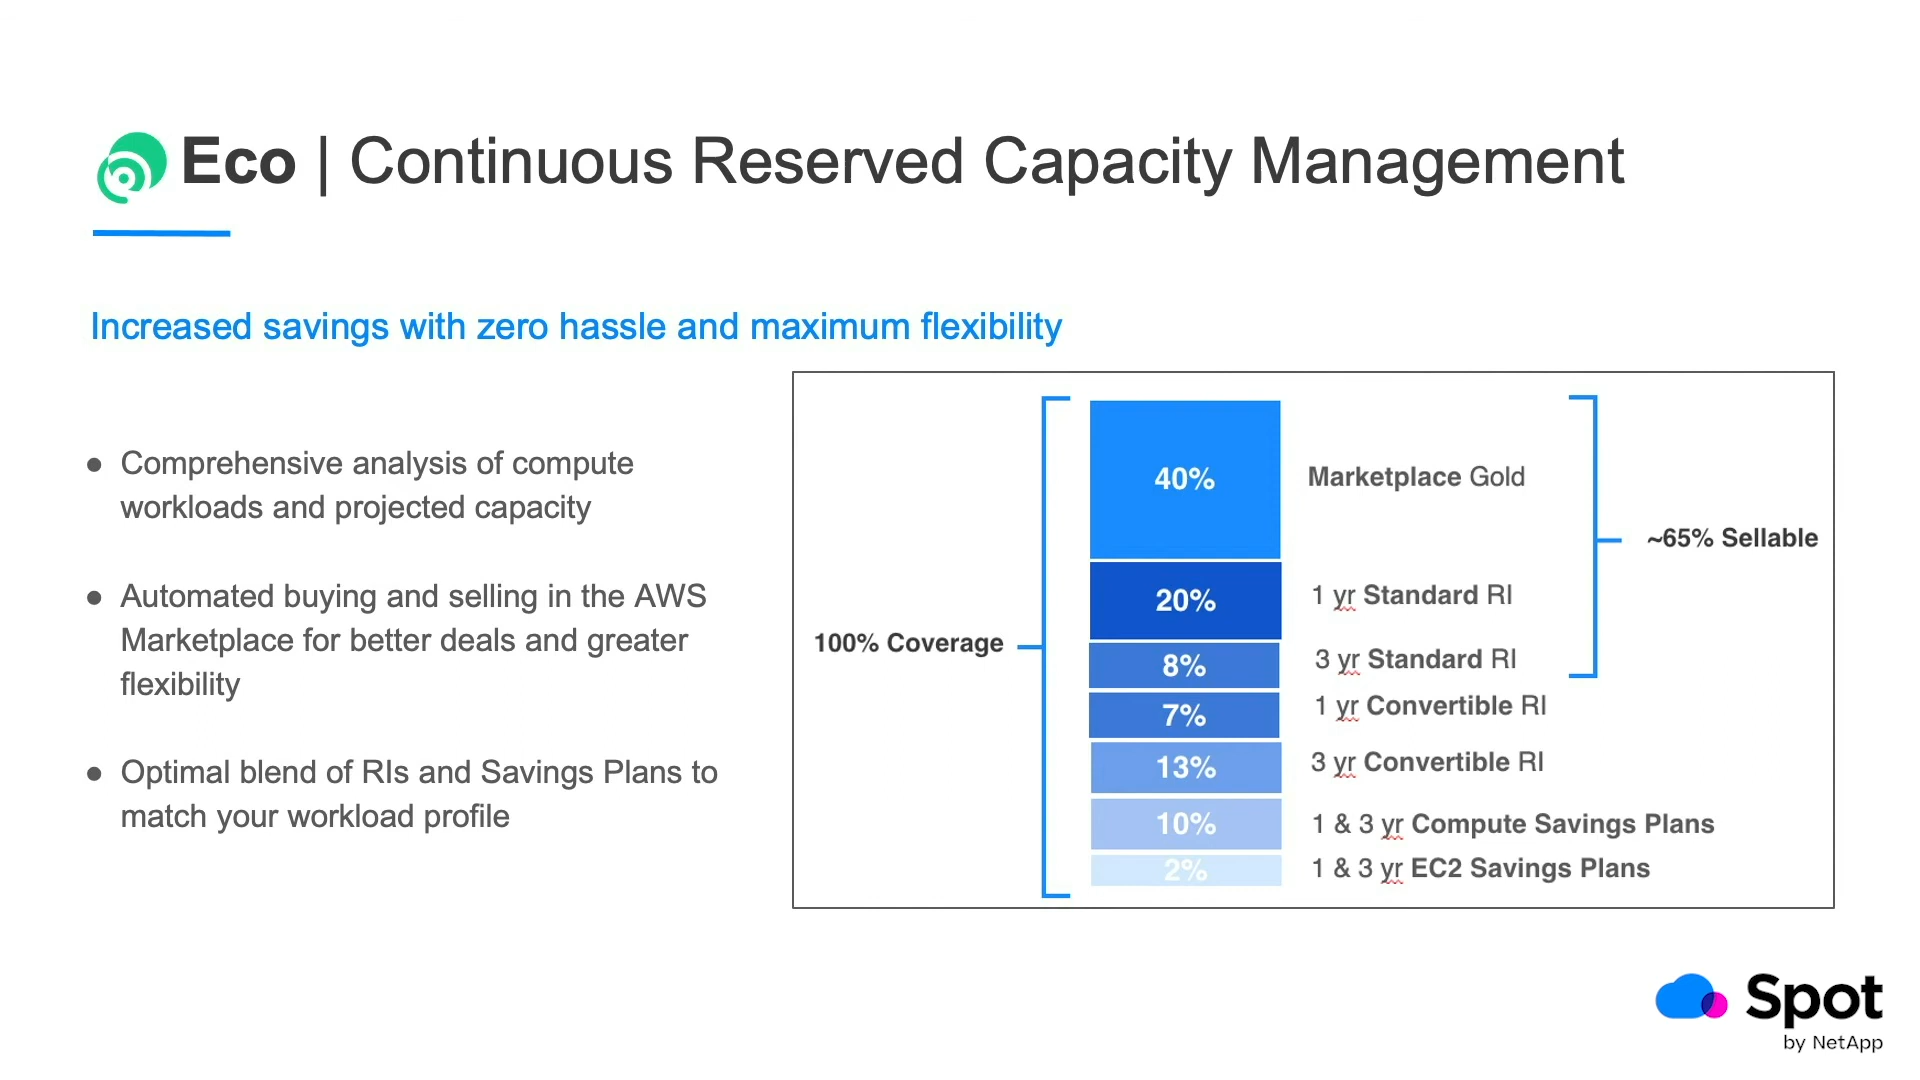 Eco | Continuous Reserved Capacity Management
Increased savings with zero hassle and maximum flexibility
● Comprehensive analysis of compute
workloads and projected capacity
● Automated buying and selling in the AWS
Marketplace for better deals and greater
flexibility
● Optimal blend of RIs and Savings Plans to
match your workload profile
100% Coverage
40% Marketplace Gold
20% 1 yr Standard RI
8% 3 yr Standard RI
7% 1 yr Convertible RI
13% 3 yr Convertible RI
10% 1 & 3 yr Compute Savings Plans
2% 1 & 3 yr EC2 Savings Plans
~65% Sellable
Spot
by NetApp